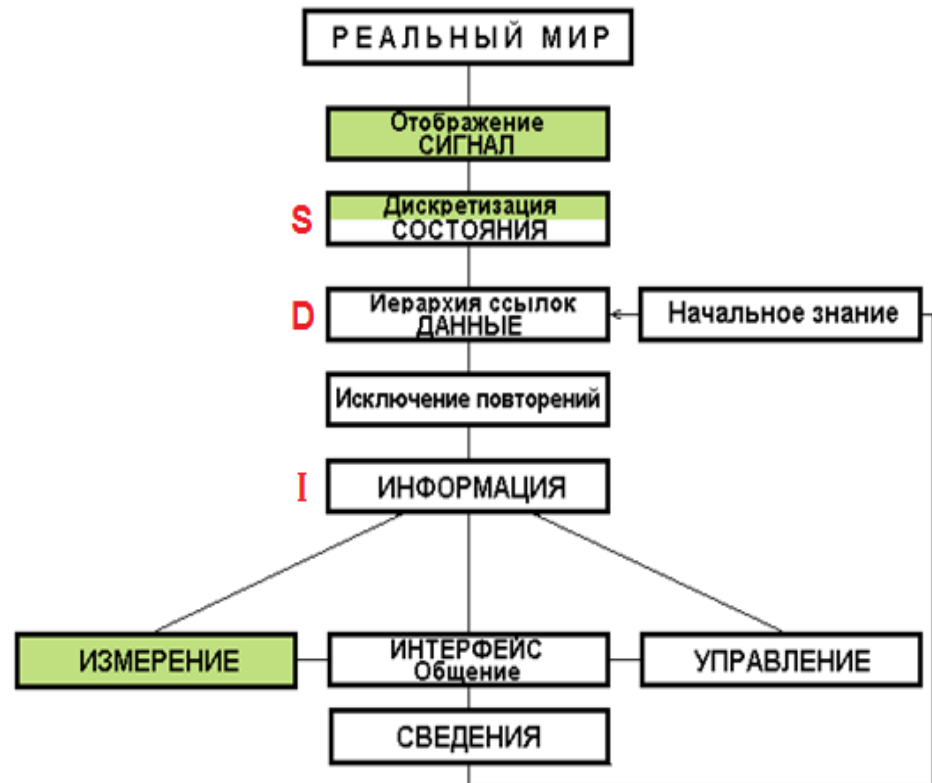 РЕАЛЬНЫЙ МИР
Отображение
СИГНАЛ
S
Дискретизация
СОСТОЯНИЯ
D
Иерархия ссылок
ДАННЫЕ
Начальное знание
Исключение повторений
I
ИНФОРМАЦИЯ
ИЗМЕРЕНИЕ
ИНТЕРФЕЙС
Общение
УПРАВЛЕНИЕ
СВЕДЕНИЯ